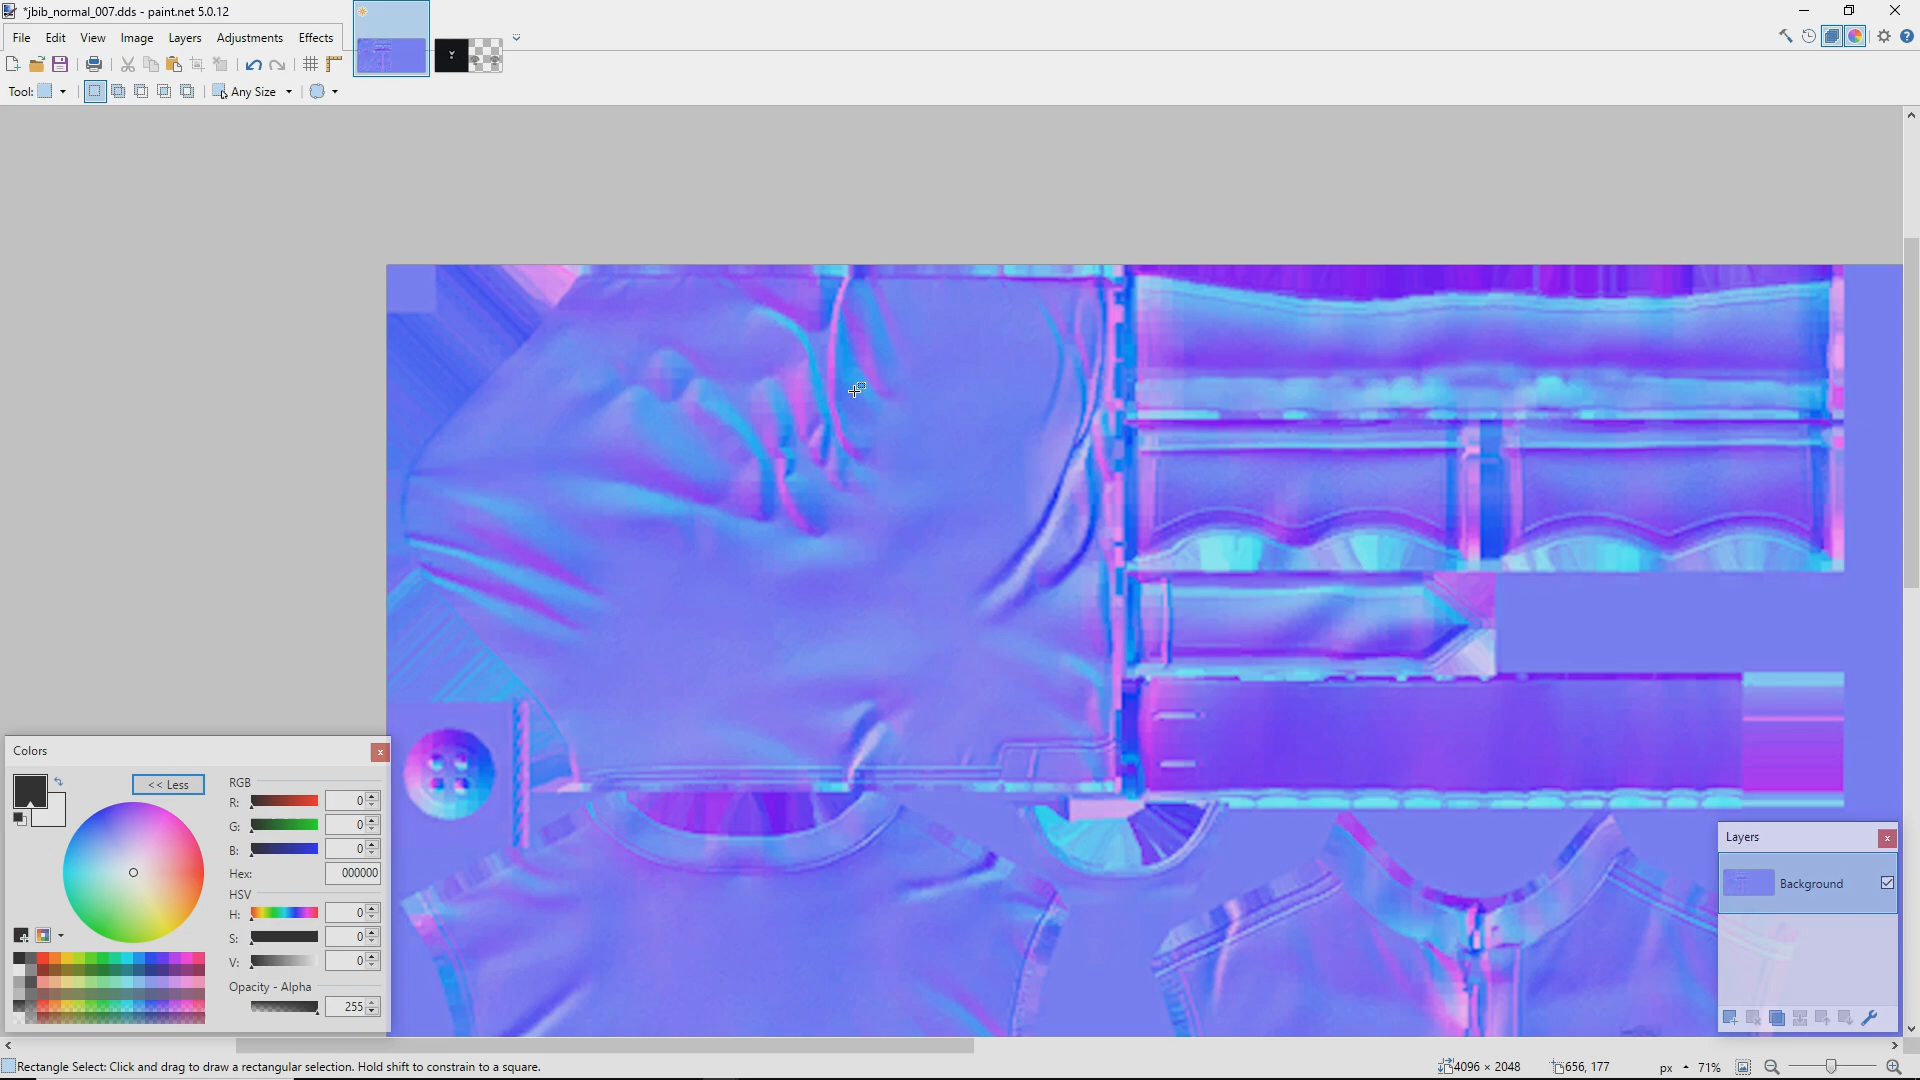 *jbib_normal_007.dds - paint.net 5.0.12
File Edit View Image Layers Adjustments Effects
Tool: Any Size
Colors
x
<< Less
RGB
R: 0
G: 0
B: 0
Hex: 000000
HSV
H: 0
S: 0
V: 0
Opacity - Alpha
255
Layers
x
Background
Rectangle Select: Click and drag to draw a rectangular selection. Hold shift to constrain to a square.
4096 × 2048 656, 177 px 71%